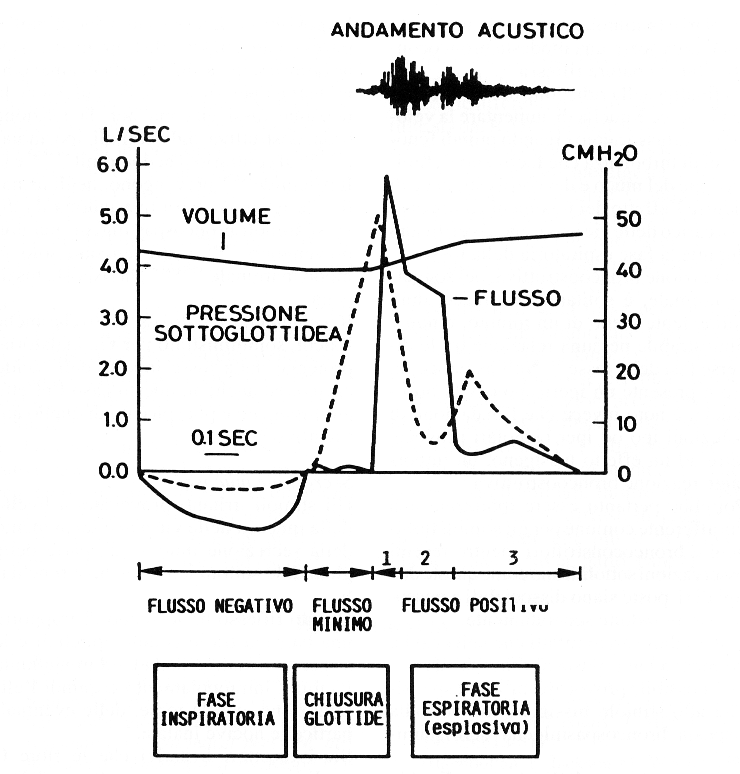 ANDAMENTO ACUSTICO
L/SEC
CMH₂O
6.0
5.0
4.0
3.0
2.0
1.0
0.0
50
40
30
20
10
0
VOLUME
PRESSIONE
SOTTOGLOTTIDEA
FLUSSO
0.1 SEC
1 2 3
FLUSSO NEGATIVO
FLUSSO
MINIMO
FLUSSO POSITIVO
FASE
INSPIRATORIA
CHIUSURA
GLOTTIDE
FASE
ESPIRATORIA
(esplosiva)